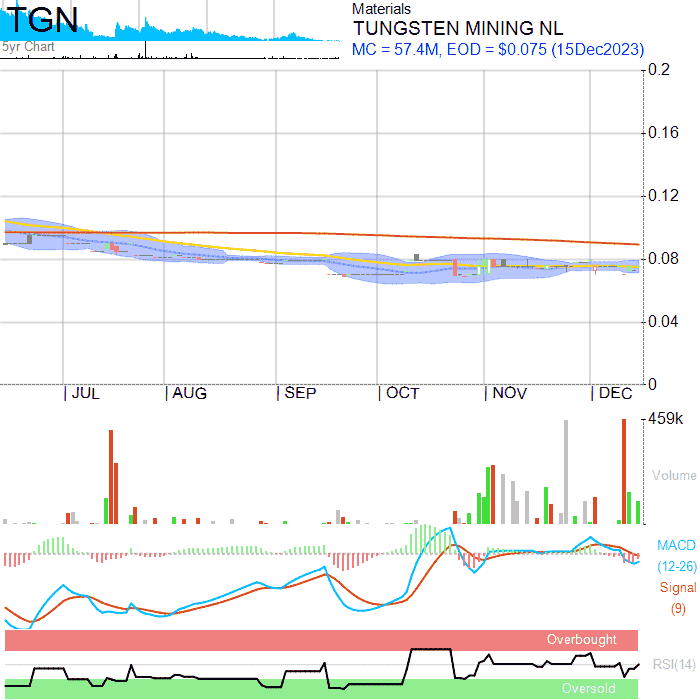 TGN
5yr Chart
Materials
TUNGSTEN MINING NL
MC = 57.4M, EOD = $0.075 (15Dec2023)
0.2
0.16
0.12
0.08
0.04
0
JUL AUG SEP OCT NOV DEC
459k
Volume
MACD
(12-26)
Signal
(9)
Overbought
RSI(14)
Oversold